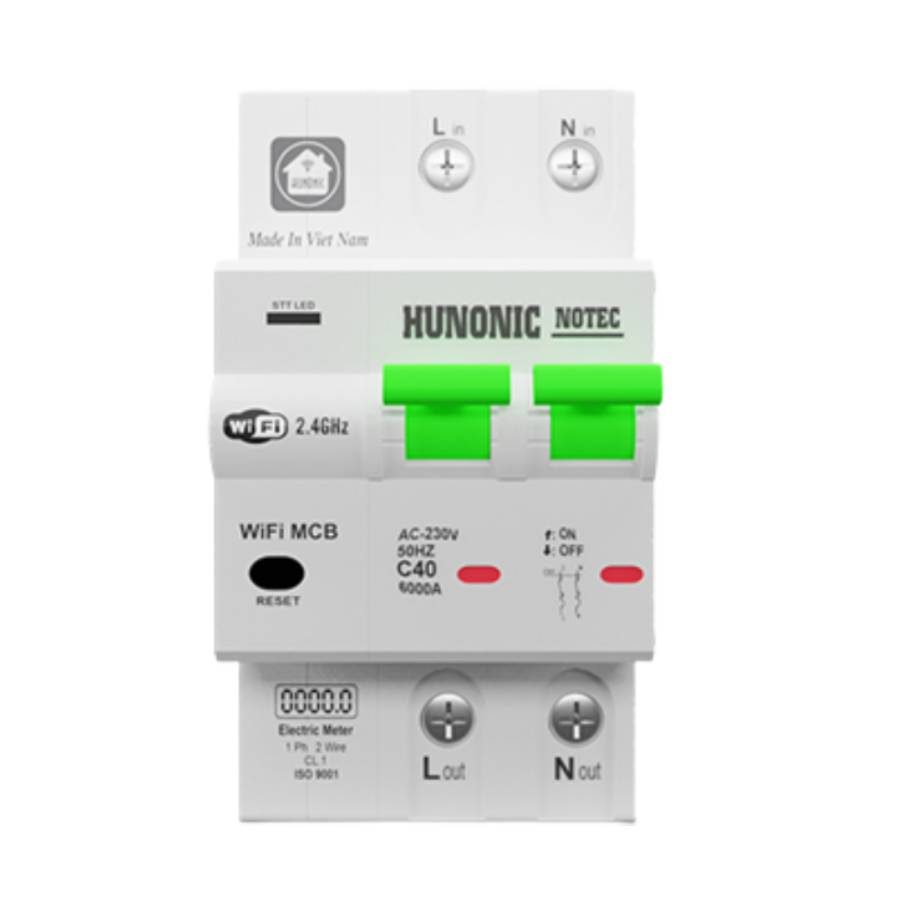 L in
N in
HUNONIC
Made In Viet Nam
STT LED
HUNONIC NOTEC
WiFi 2.4GHz
WiFi MCB
RESET
AC-230V
50HZ
C40
6000A
: ON
: OFF
0000.0
Electric Meter
1 Ph 2 Wire
CL.1
ISO 9001
L out
N out